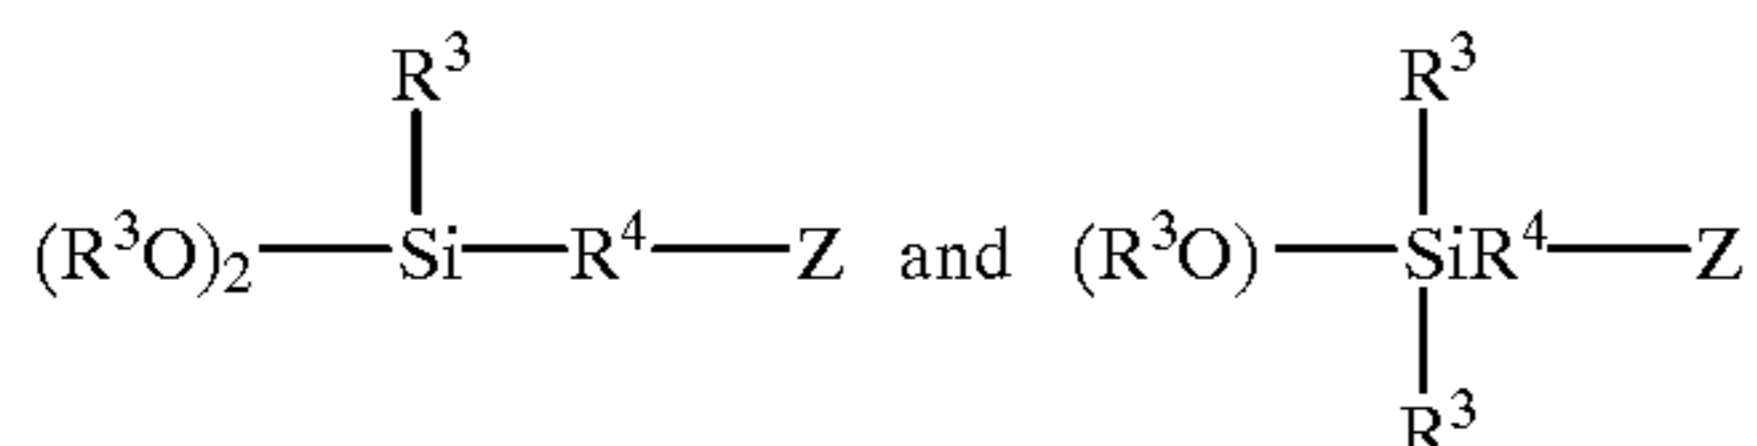 R³ R³
(R³O)₂—Si—R⁴—Z and (R³O)—SiR⁴—Z
R³